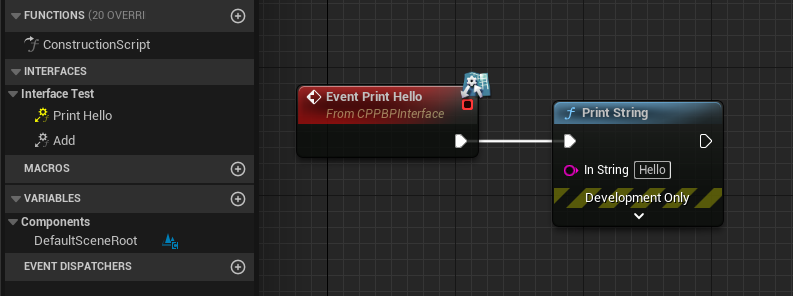 FUNCTIONS (20 OVERRI
ConstructionScript
INTERFACES
Interface Test
Print Hello
Add
MACROS
VARIABLES
Components
DefaultSceneRoot
EVENT DISPATCHERS
Event Print Hello
From CPPBPInterface
f Print String
In String Hello
Development Only